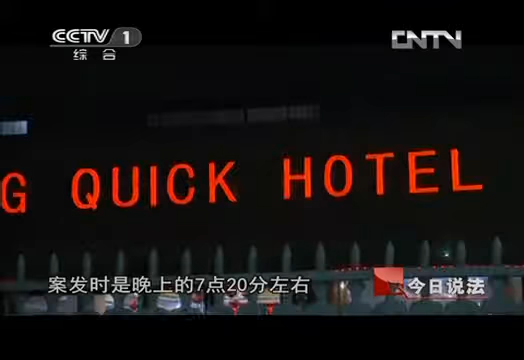 CCTV 1
综合
CNTV
G QUICK HOTEL
案发时是晚上的7点20分左右
今日说法